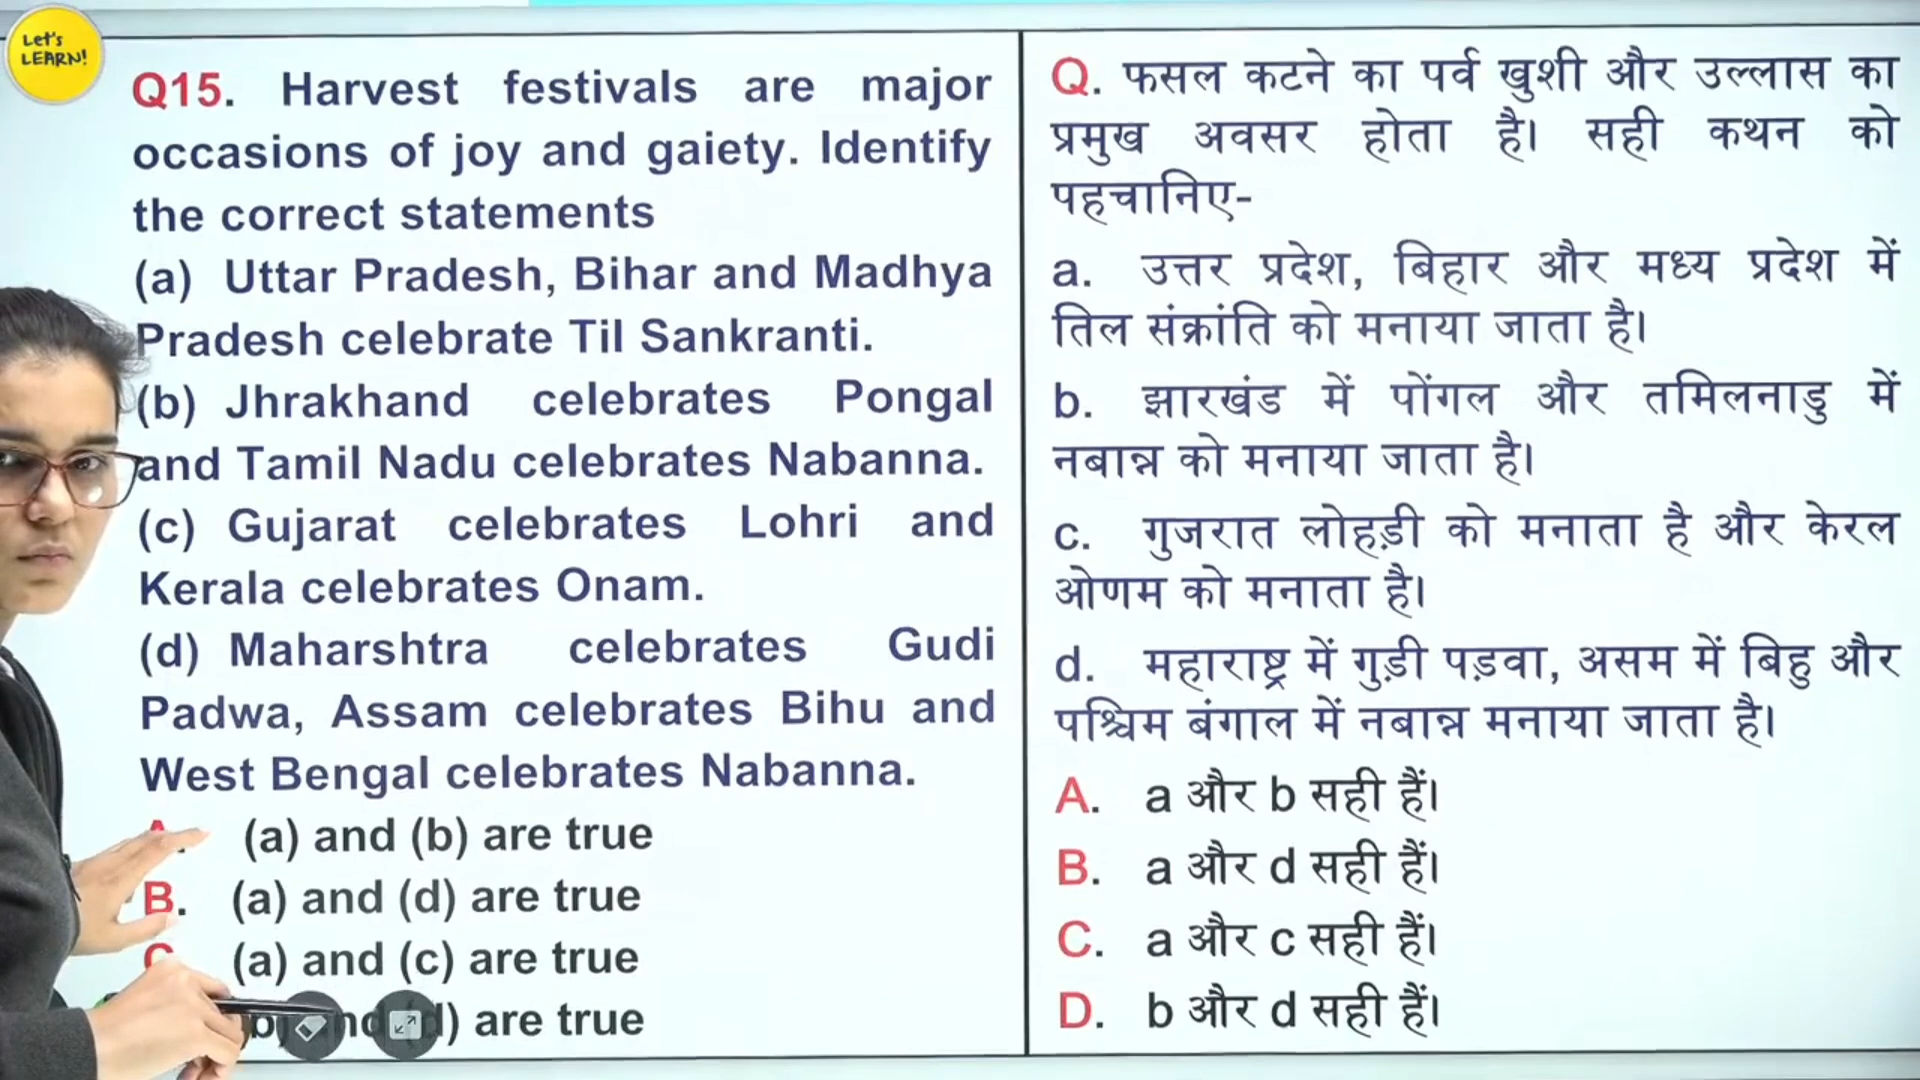 Let's
LEARN!
Q15. Harvest festivals are major
occasions of joy and gaiety. Identify
the correct statements
(a) Uttar Pradesh, Bihar and Madhya
Pradesh celebrate Til Sankranti.
(b) Jhrakhand celebrates Pongal
and Tamil Nadu celebrates Nabanna.
(c) Gujarat celebrates Lohri and
Kerala celebrates Onam.
(d) Maharshtra celebrates Gudi
Padwa, Assam celebrates Bihu and
West Bengal celebrates Nabanna.
(a) and (b) are true
B. (a) and (d) are true
(a) and (c) are true
are true
Q. फसल कटने का पर्व खुशी और उल्लास का
प्रमुख अवसर होता है। सही कथन को
पहचानिए-
a. उत्तर प्रदेश, बिहार और मध्य प्रदेश में
तिल संक्रांति को मनाया जाता है।
b. झारखंड में पोंगल और तमिलनाडु में
नबान्न को मनाया जाता है।
c. गुजरात लोहड़ी को मनाता है और केरल
ओणम को मनाता है।
d. महाराष्ट्र में गुड़ी पड़वा, असम में बिहु और
पश्चिम बंगाल में नबान्न मनाया जाता है।
A. a और b सही हैं।
B. a और d सही हैं।
C. a और c सही हैं।
D. b और d सही हैं।